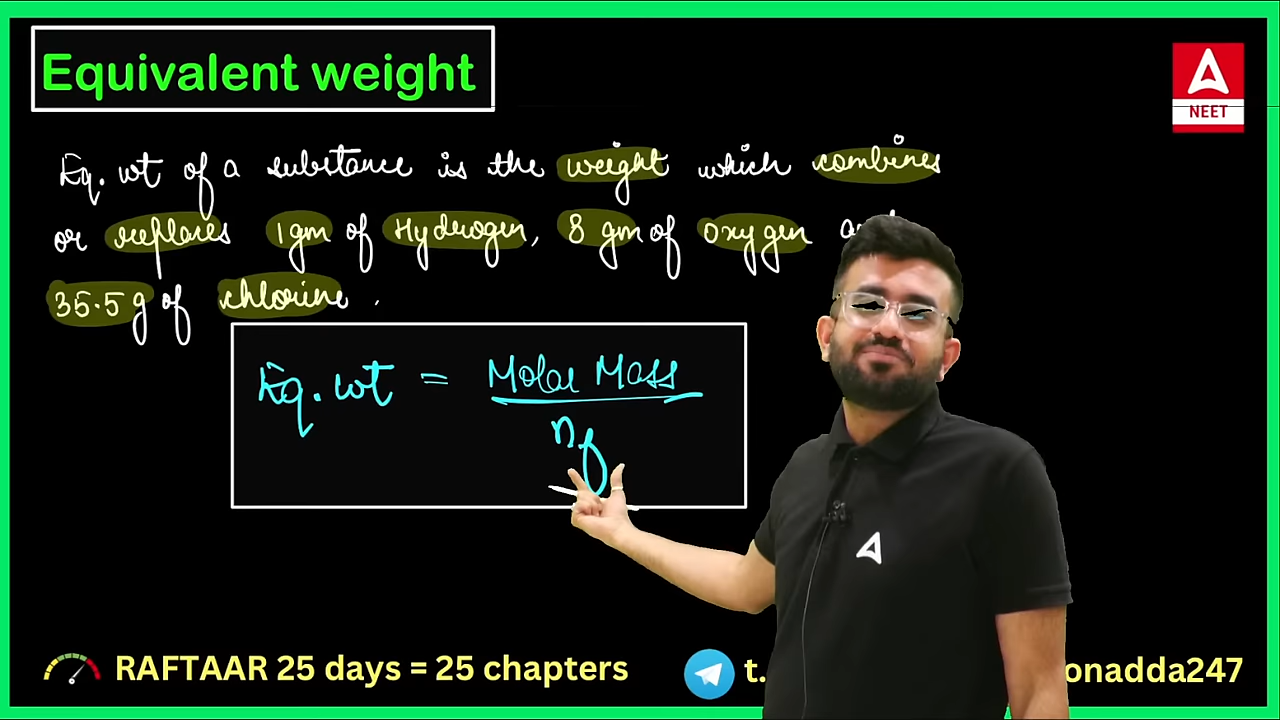 Equivalent weight
NEET
Eq. wt of a substance is the weight which combines
or replaces 1gm of Hydrogen, 8 gm of oxygen
35.5 g of chlorine.
Eq. wt = Molar Mass
nf
RAFTAAR 25 days = 25 chapters
t. onadda247